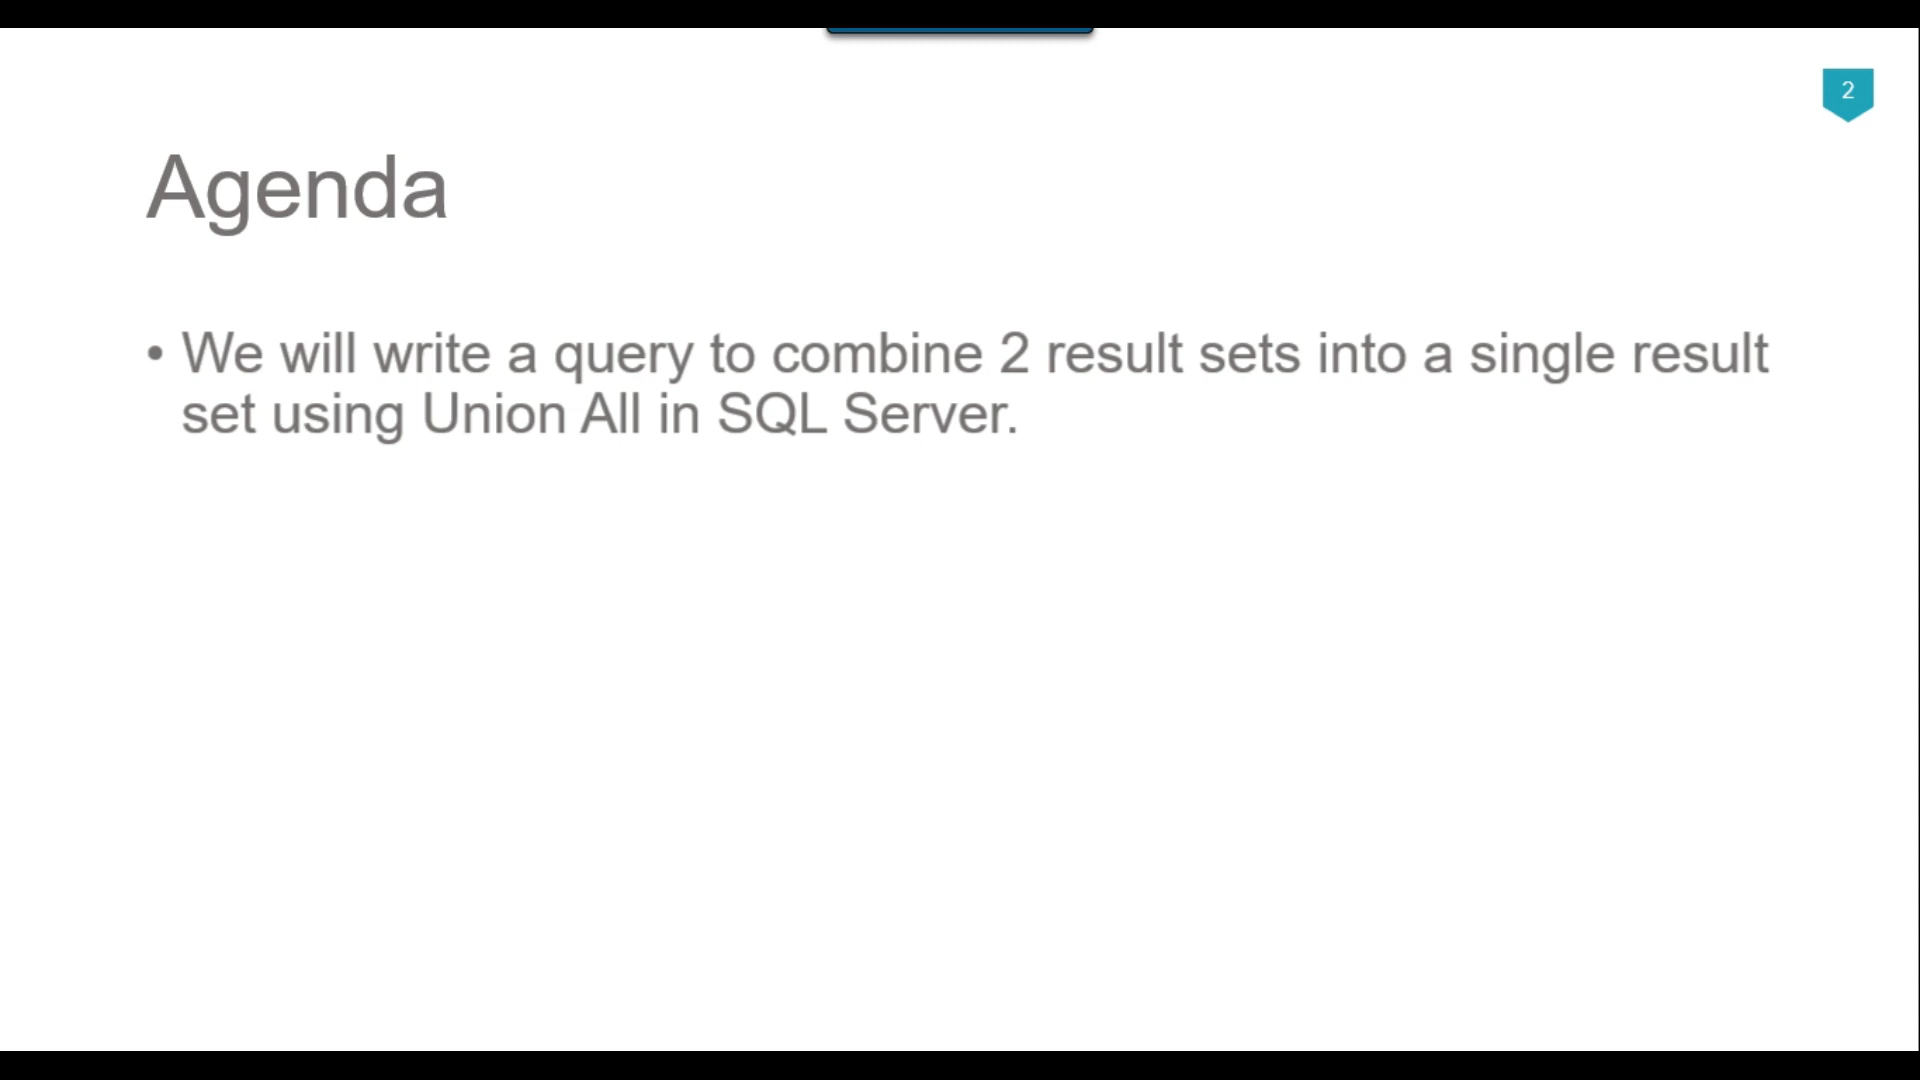 2
Agenda
• We will write a query to combine 2 result sets into a single result
set using Union All in SQL Server.